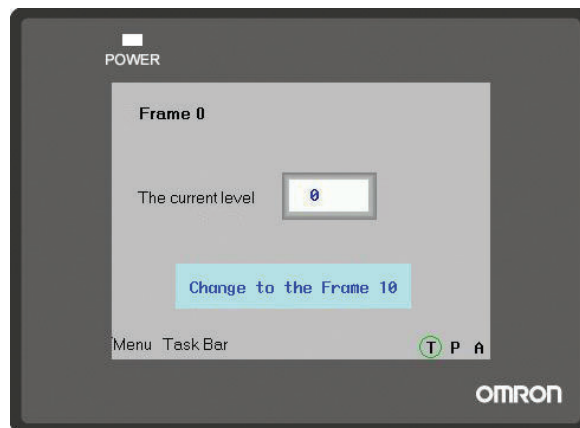 POWER
Frame 0
The current level 0
Change to the Frame 10
Menu Task Bar T P A
OMRON